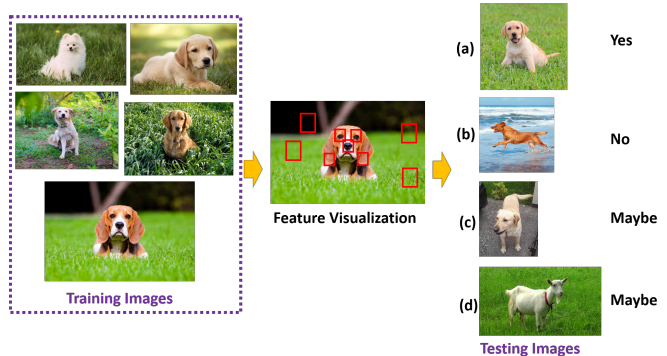 (a)
Yes
(b)
No
Feature Visualization
(c)
Maybe
Training Images
(d)
Maybe
Testing Images